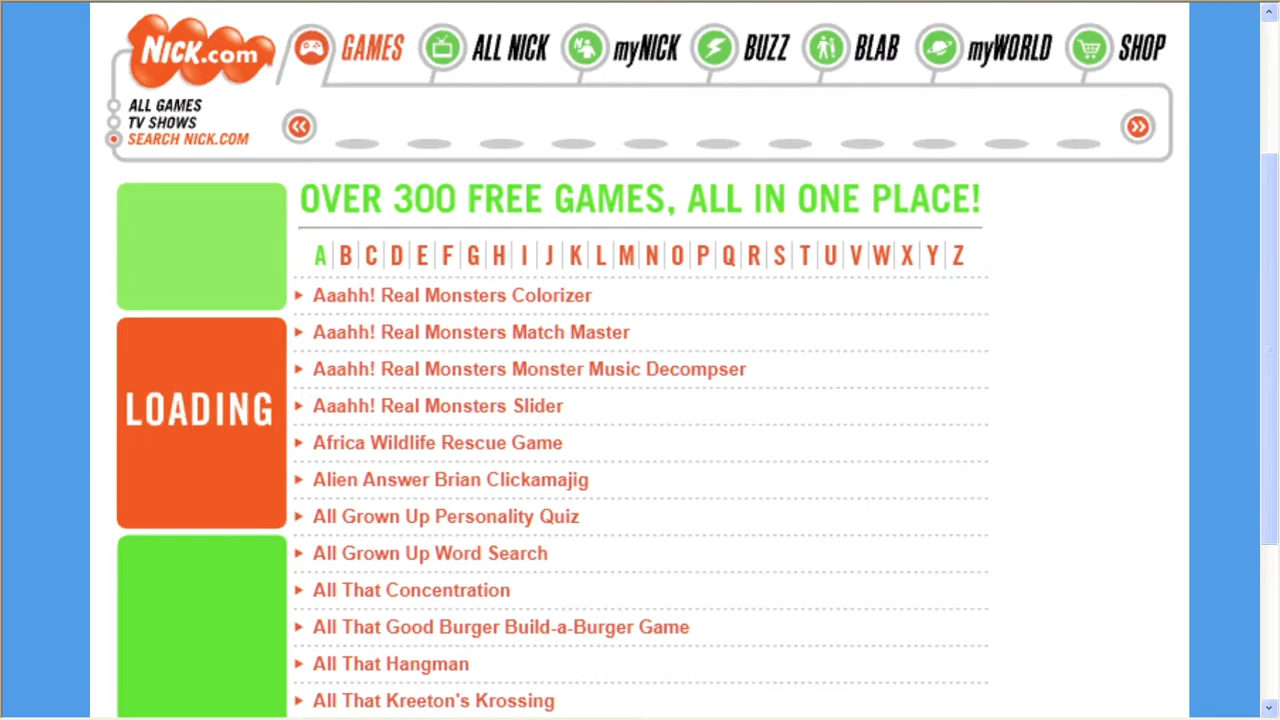 NICK.com
GAMES
ALL NICK
myNICK
BUZZ
BLAB
myWORLD
SHOP
ALL GAMES
TV SHOWS
SEARCH NICK.COM
OVER 300 FREE GAMES, ALL IN ONE PLACE!
A B C D E F G H I J K L M N O P Q R S T U V W X Y Z
LOADING
Aaahh! Real Monsters Colorizer
Aaahh! Real Monsters Match Master
Aaahh! Real Monsters Monster Music Decompser
Aaahh! Real Monsters Slider
Africa Wildlife Rescue Game
Alien Answer Brian Clickamajig
All Grown Up Personality Quiz
All Grown Up Word Search
All That Concentration
All That Good Burger Build-a-Burger Game
All That Hangman
All That Kreeton's Krossing